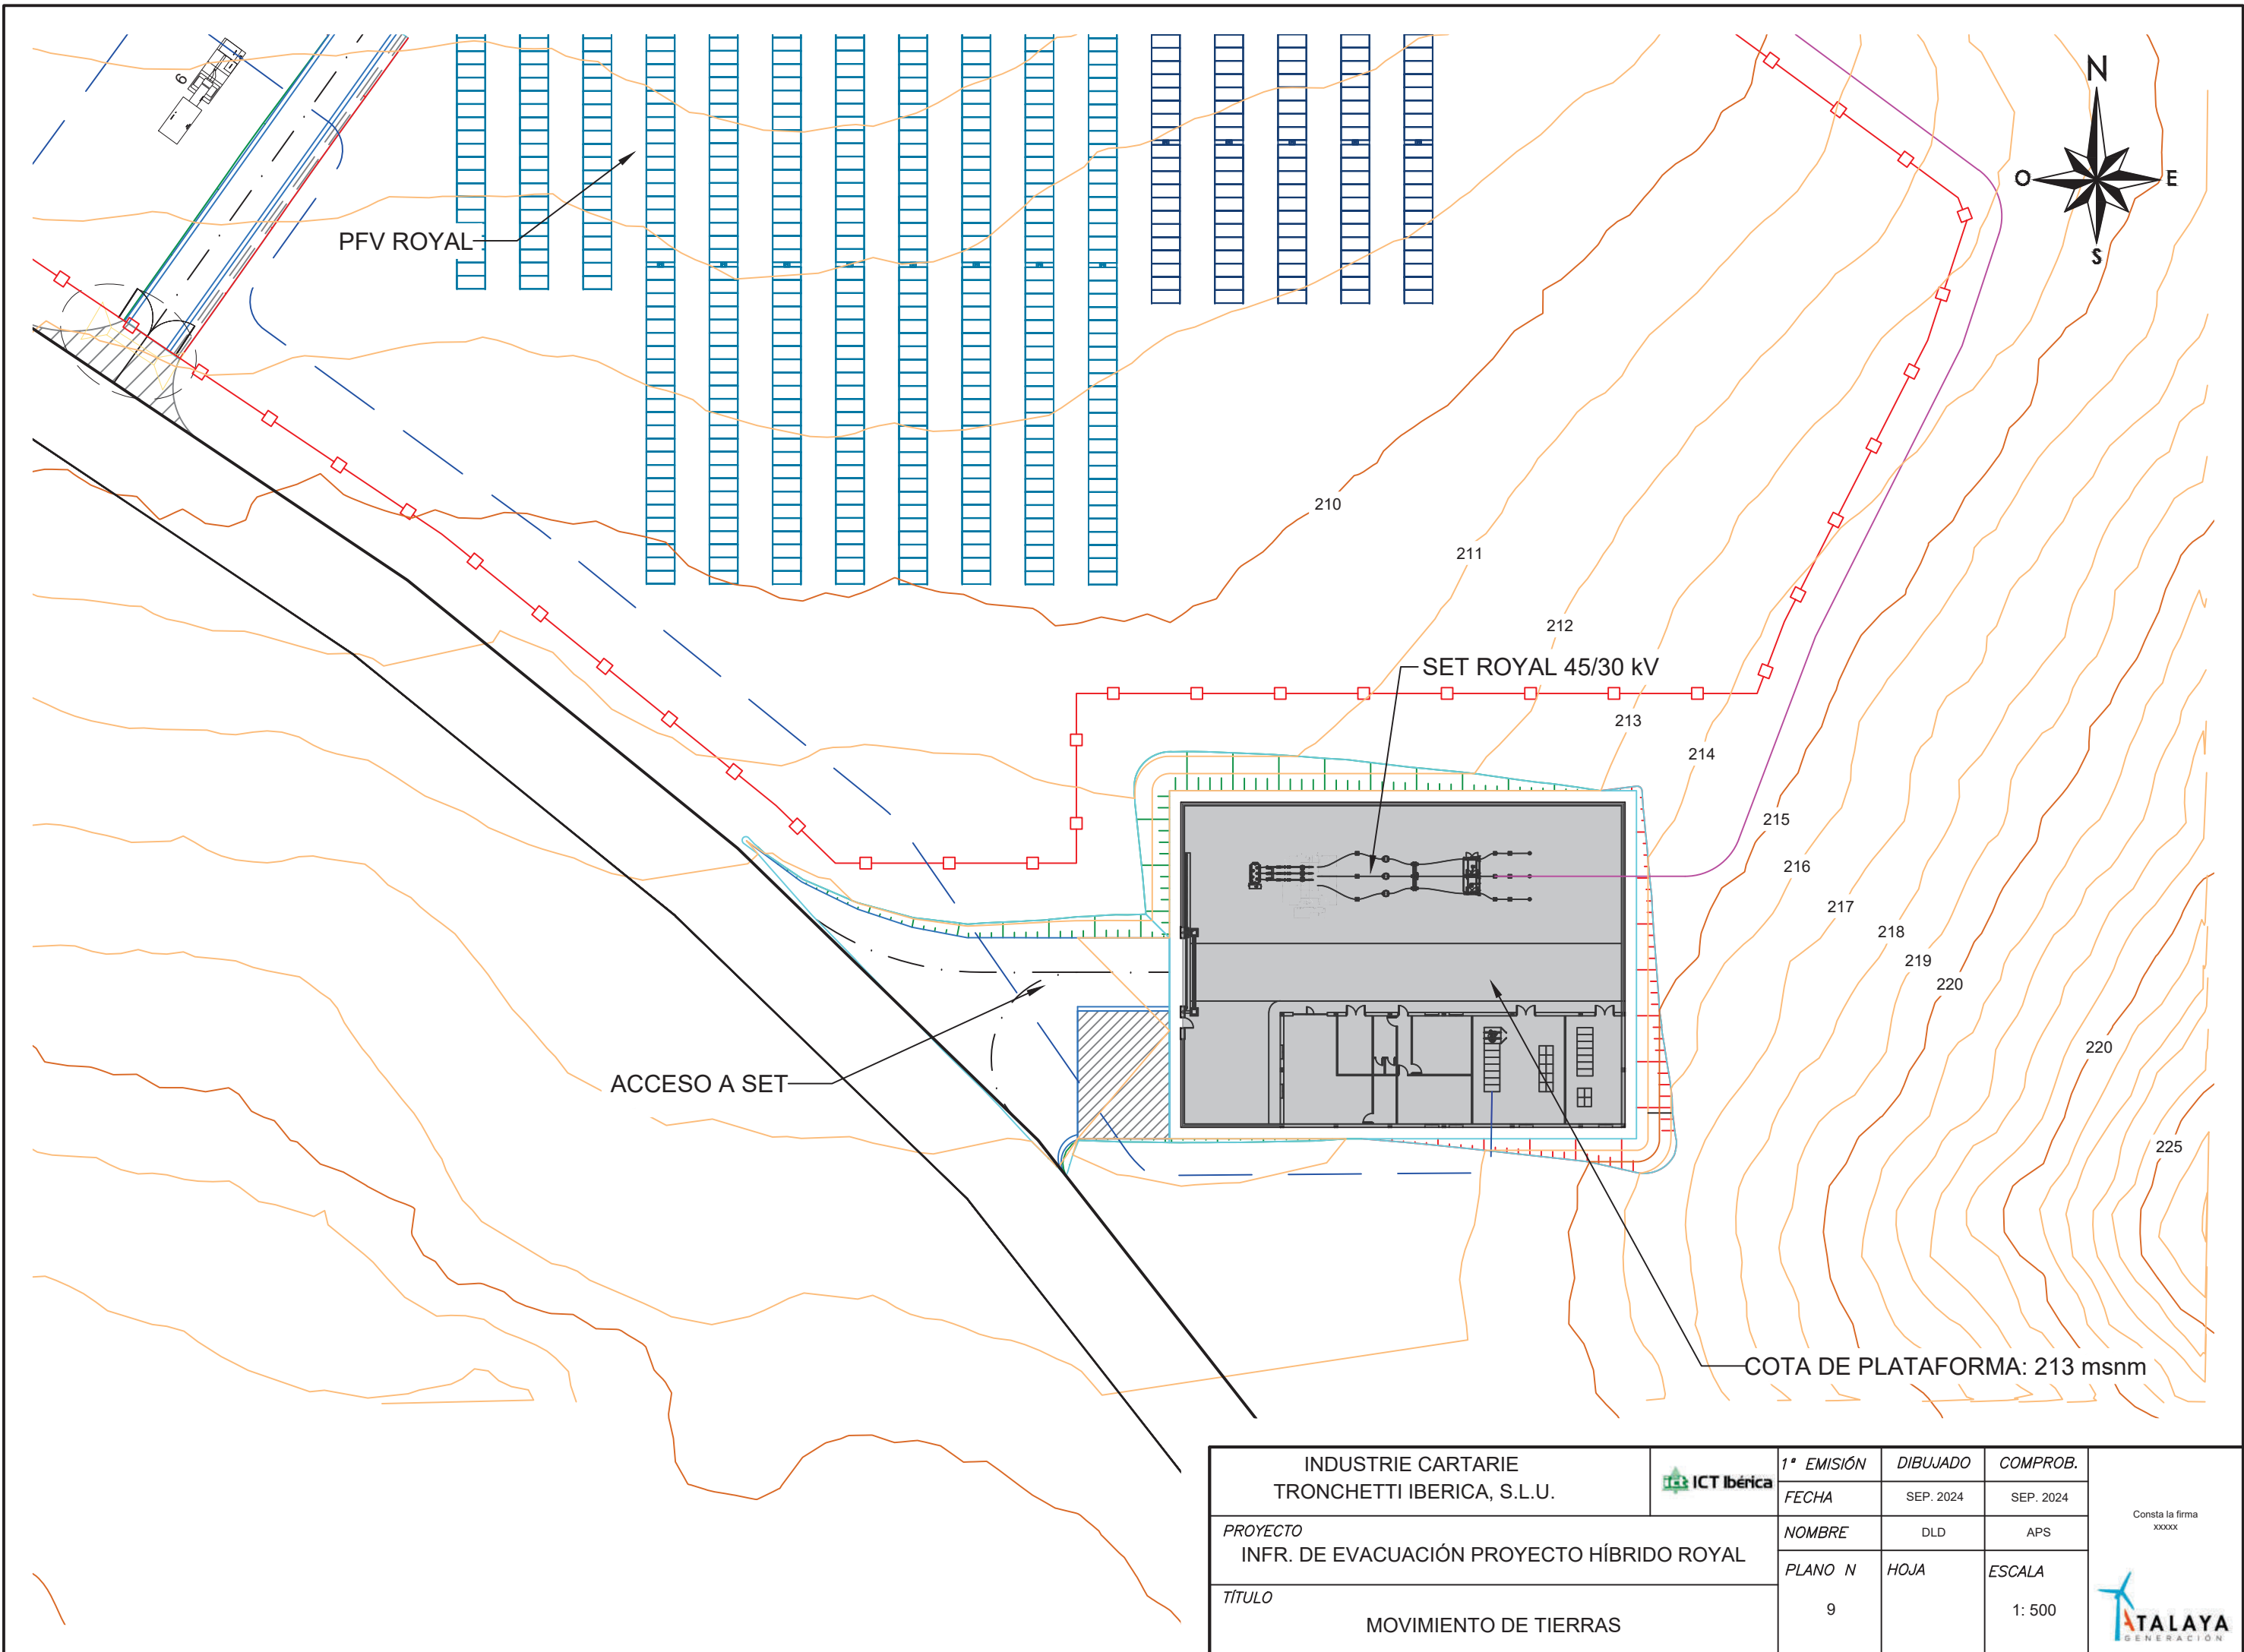 6
N
O
E
S
PFV ROYAL
210
211
212
SET ROYAL 45/30 kV
213
214
215
216
217
218
219
220
220
225
ACCESO A SET
COTA DE PLATAFORMA: 213 msnm
INDUSTRIE CARTARIE
TRONCHETTI IBERICA, S.L.U.
ict ICT Ibérica
1ª EMISIÓN
DIBUJADO
COMPROB.
FECHA
SEP. 2024
SEP. 2024
NOMBRE
DLD
APS
PROYECTO
INFR. DE EVACUACIÓN PROYECTO HÍBRIDO ROYAL
TÍTULO
MOVIMIENTO DE TIERRAS
PLANO N
9
HOJA
ESCALA
1: 500
Consta la firma
xxxxx
ATALAYA
GENERACIÓN